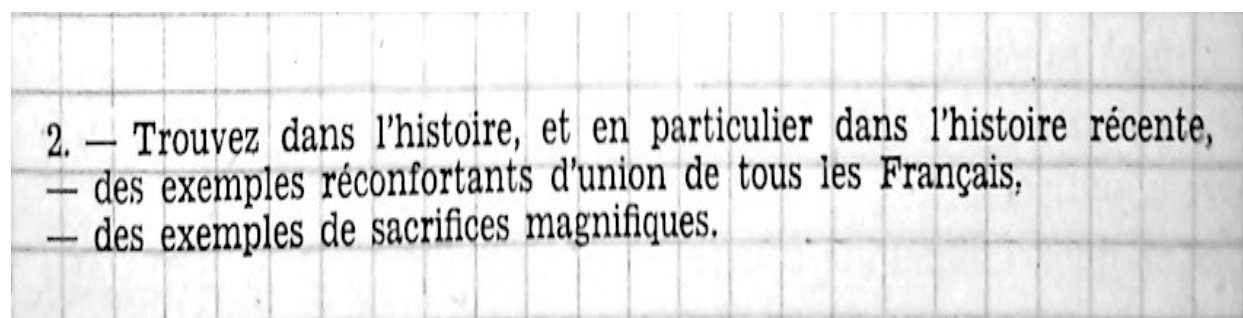 2. — Trouvez dans l'histoire, et en particulier dans l'histoire récente,
— des exemples réconfortants d'union de tous les Français,
— des exemples de sacrifices magnifiques.